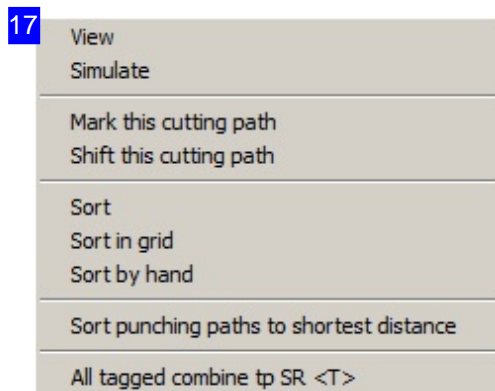 17
View
Simulate
Mark this cutting path
Shift this cutting path
Sort
Sort in grid
Sort by hand
Sort punching paths to shortest distance
All tagged combine tp SR <T>